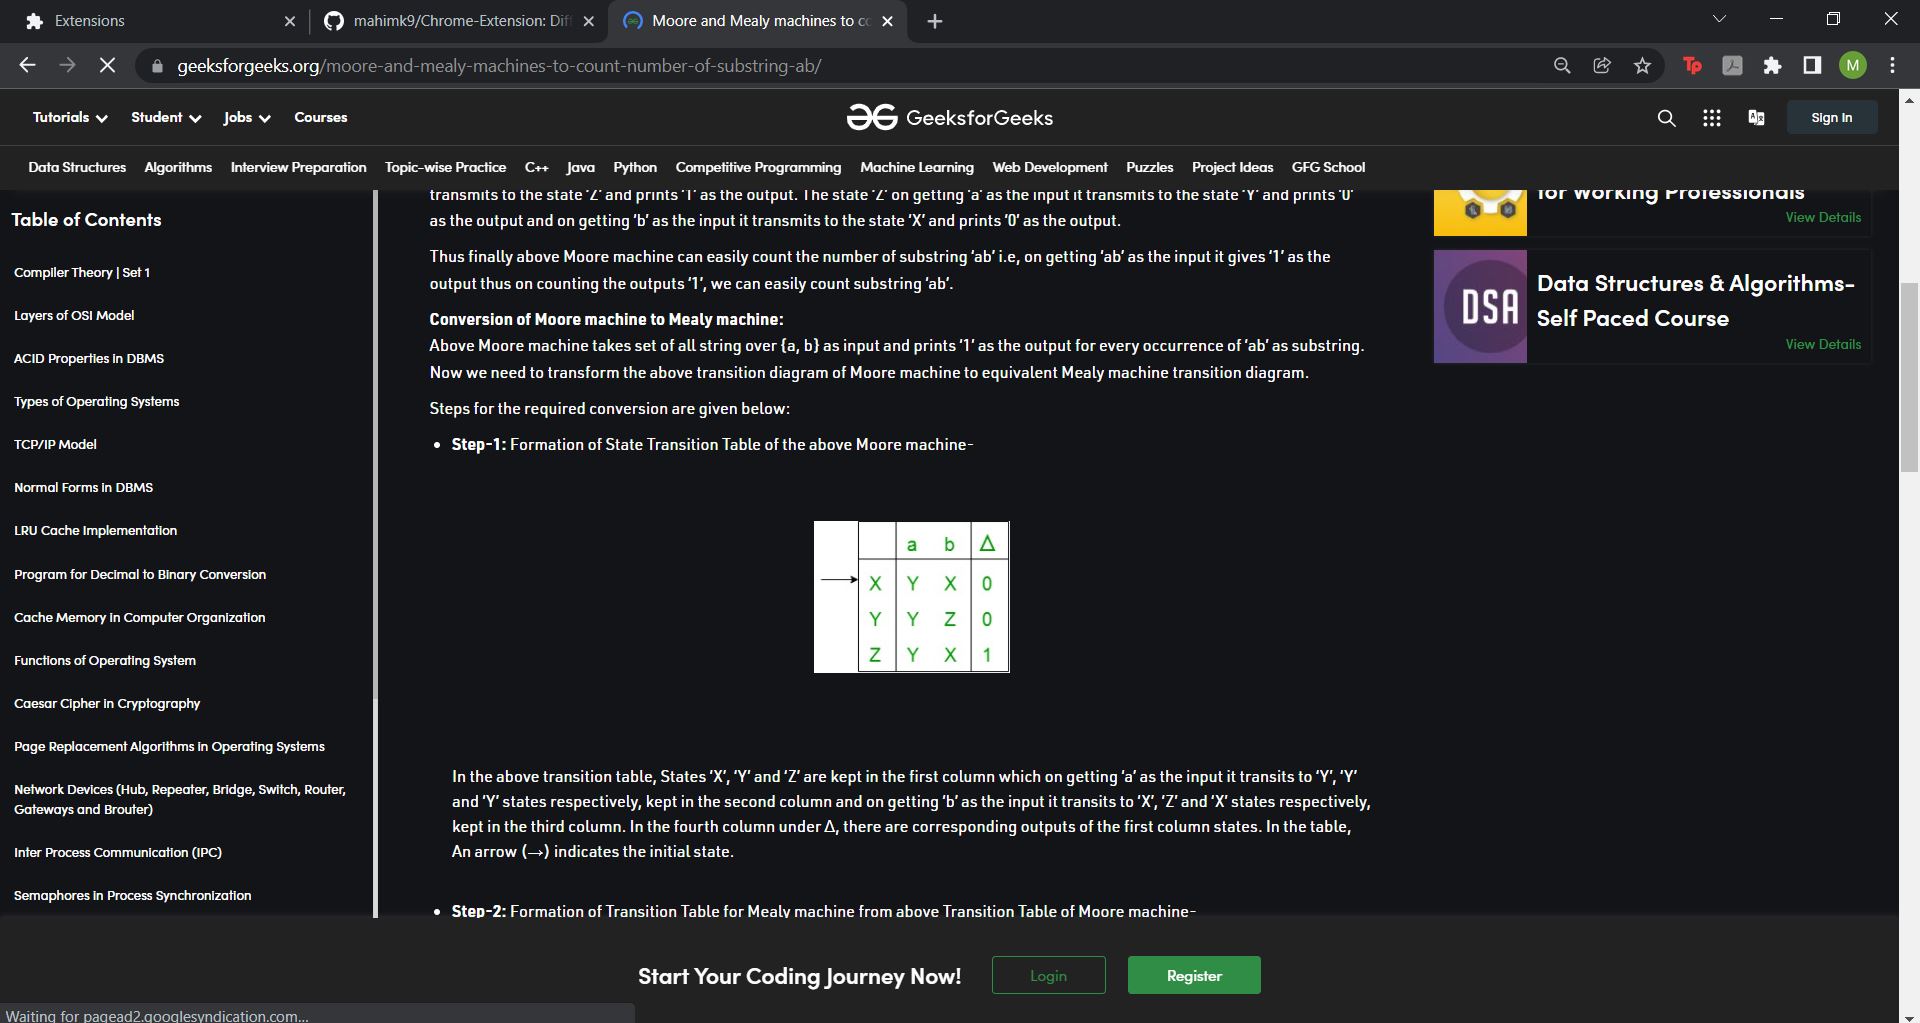 Extensions
mahimk9/Chrome-Extension: Dif
Moore and Mealy machines to co
geeksforgeeks.org/moore-and-mealy-machines-to-count-number-of-substring-ab/
Tp
M
Tutorials
Student
Jobs
Courses
GeeksforGeeks
Sign In
Data Structures
Algorithms
Interview Preparation
Topic-wise Practice
C++
Java
Python
Competitive Programming
Machine Learning
Web Development
Puzzles
Project Ideas
GFG School
Table of Contents
Compiler Theory | Set 1
Layers of OSI Model
ACID Properties in DBMS
Types of Operating Systems
TCP/IP Model
Normal Forms in DBMS
LRU Cache Implementation
Program for Decimal to Binary Conversion
Cache Memory in Computer Organization
Functions of Operating System
Caesar Cipher in Cryptography
Page Replacement Algorithms in Operating Systems
Network Devices (Hub, Repeater, Bridge, Switch, Router,
Gateways and Brouter)
Inter Process Communication (IPC)
Semaphores in Process Synchronization
transmits to the state ‘Z’ and prints ‘1’ as the output. The state ‘Z’ on getting ‘a’ as the input it transmits to the state ‘Y’ and prints ‘0’
as the output and on getting ‘b’ as the input it transmits to the state ‘X’ and prints ‘0’ as the output.
Thus finally above Moore machine can easily count the number of substring ‘ab’ i.e, on getting ‘ab’ as the input it gives ‘1’ as the
output thus on counting the outputs ‘1’, we can easily count substring ‘ab’.
Conversion of Moore machine to Mealy machine:
Above Moore machine takes set of all string over {a, b} as input and prints ‘1’ as the output for every occurrence of ‘ab’ as substring.
Now we need to transform the above transition diagram of Moore machine to equivalent Mealy machine transition diagram.
Steps for the required conversion are given below:
• Step-1: Formation of State Transition Table of the above Moore machine-
a b Δ
X Y X 0
Y Y Z 0
Z Y X 1
In the above transition table, States ‘X’, ‘Y’ and ‘Z’ are kept in the first column which on getting ‘a’ as the input it transits to ‘Y’, ‘Y’
and ‘Y’ states respectively, kept in the second column and on getting ‘b’ as the input it transits to ‘X’, ‘Z’ and ‘X’ states respectively,
kept in the third column. In the fourth column under Δ, there are corresponding outputs of the first column states. In the table,
An arrow (→) indicates the initial state.
• Step-2: Formation of Transition Table for Mealy machine from above Transition Table of Moore machine-
for Working Professionals
View Details
DSA
Data Structures & Algorithms-
Self Paced Course
View Details
Start Your Coding Journey Now!
Login
Register
Waiting for pagead2.googlesyndication.com...